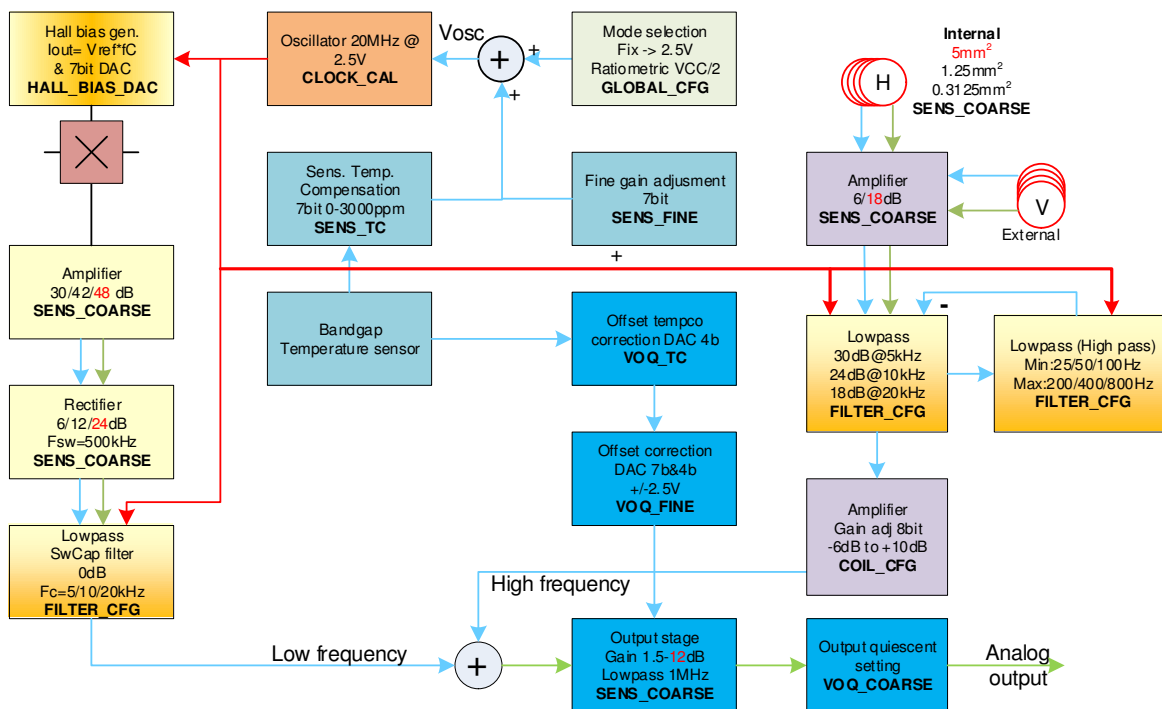 Hall bias gen.
Iout= Vref*fC
& 7bit DAC
HALL_BIAS_DAC
Oscillator 20MHz @
2.5V
CLOCK_CAL
Vosc
+
+
+
Mode selection
Fix -> 2.5V
Ratiometric VCC/2
GLOBAL_CFG
H
Internal
5mm²
1.25mm²
0.3125mm²
SENS_COARSE
Sens. Temp.
Compensation
7bit 0-3000ppm
SENS_TC
Fine gain adjusment
7bit
SENS_FINE
Amplifier
6/18dB
SENS_COARSE
V
External
+
Amplifier
30/42/48 dB
SENS_COARSE
Bandgap
Temperature sensor
Offset tempco
correction DAC 4b
VOQ_TC
-
Lowpass
30dB@5kHz
24dB@10kHz
18dB@20kHz
FILTER_CFG
Lowpass (High pass)
Min:25/50/100Hz
Max:200/400/800Hz
FILTER_CFG
Rectifier
6/12/24dB
Fsw=500kHz
SENS_COARSE
Offset correction
DAC 7b&4b
+/-2.5V
VOQ_FINE
Amplifier
Gain adj 8bit
-6dB to +10dB
COIL_CFG
Lowpass
SwCap filter
0dB
Fc=5/10/20kHz
FILTER_CFG
High frequency
Low frequency
+
Output stage
Gain 1.5-12dB
Lowpass 1MHz
SENS_COARSE
Output quiescent
setting
VOQ_COARSE
Analog
output